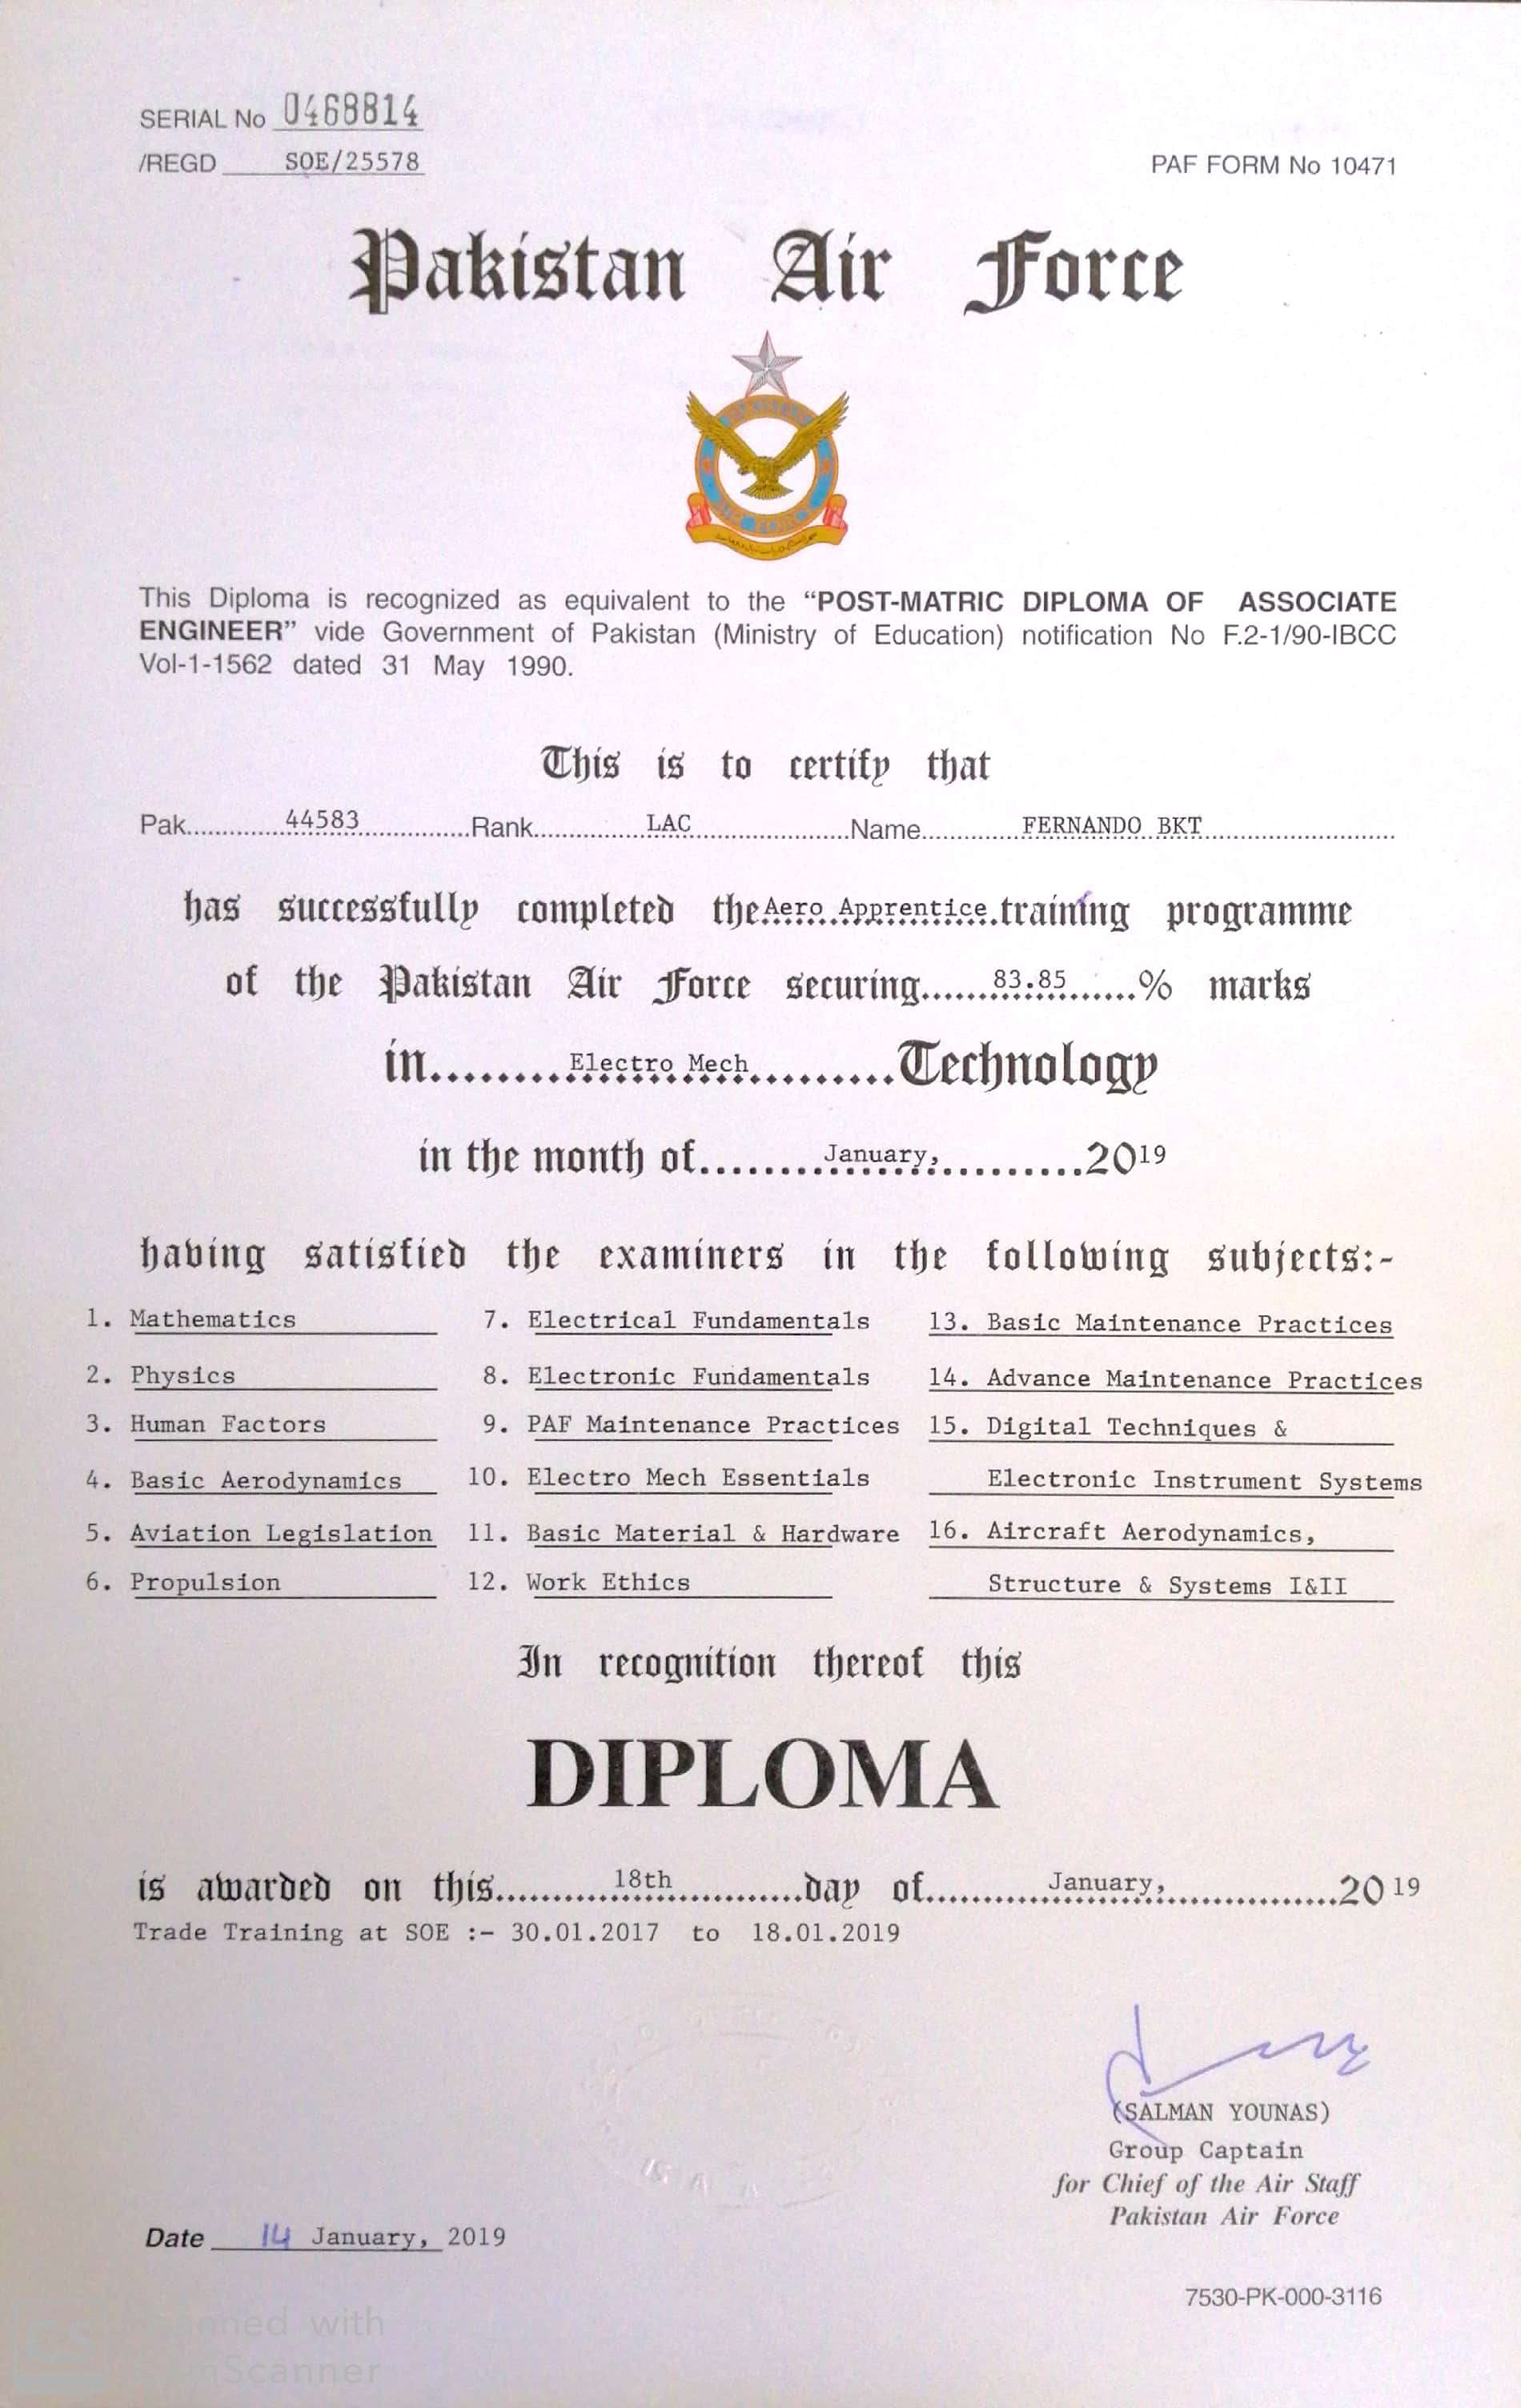 SERIAL No 0468814
/REGD SOE/25578
PAF FORM No 10471
Pakistan Air Force
AIR FORCE
This Diploma is recognized as equivalent to the “POST-MATRIC DIPLOMA OF ASSOCIATE
ENGINEER” vide Government of Pakistan (Ministry of Education) notification No F.2-1/90-IBCC
Vol-1-1562 dated 31 May 1990.
This is to certify that
Pak.............44583.............Rank.............LAC.............Name.............FERNANDO BKT.............
has successfully completed the Aero Apprentice training programme
of the Pakistan Air Force securing......83.85......% marks
in........Electro Mech.........Technology
in the month of........January,.........2019
having satisfied the examiners in the following subjects:-
1. Mathematics
2. Physics
3. Human Factors
4. Basic Aerodynamics
5. Aviation Legislation
6. Propulsion
7. Electrical Fundamentals
8. Electronic Fundamentals
9. PAF Maintenance Practices
10. Electro Mech Essentials
11. Basic Material & Hardware
12. Work Ethics
13. Basic Maintenance Practices
14. Advance Maintenance Practices
15. Digital Techniques &
Electronic Instrument Systems
16. Aircraft Aerodynamics,
Structure & Systems I&II
In recognition thereof this
DIPLOMA
is awarded on this..........18th..........day of..........January,..........2019
Trade Training at SOE :- 30.01.2017 to 18.01.2019
(SALMAN YOUNAS)
Group Captain
for Chief of the Air Staff
Pakistan Air Force
Date 14 January, 2019
7530-PK-000-3116
with
Scanner